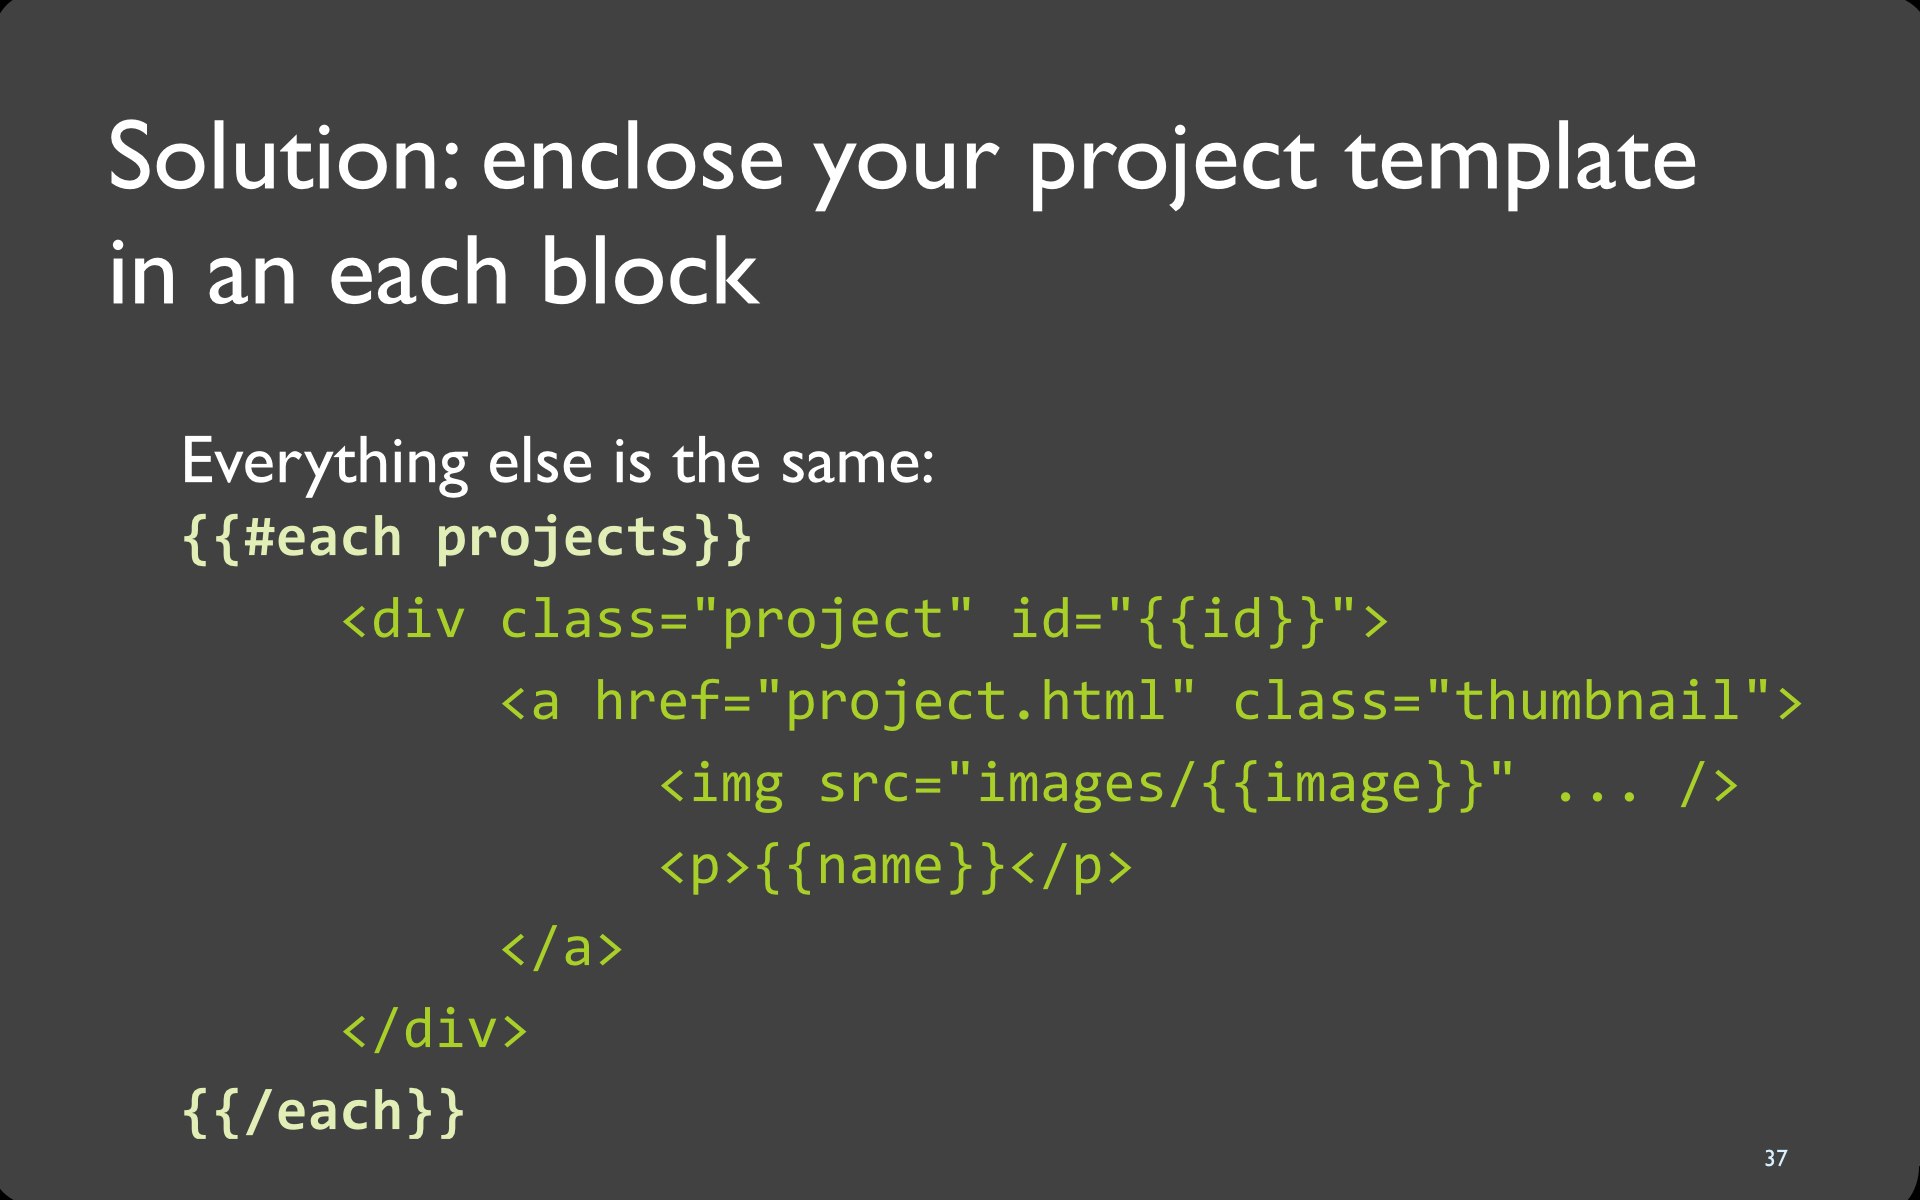 Solution: enclose your project template
in an each block
Everything else is the same:
{{#each projects}}
<div class="project" id="{{id}}">
<a href="project.html" class="thumbnail">
<img src="images/{{image}}" ... />
<p>{{name}}</p>
</a>
</div>
{{/each}}
37